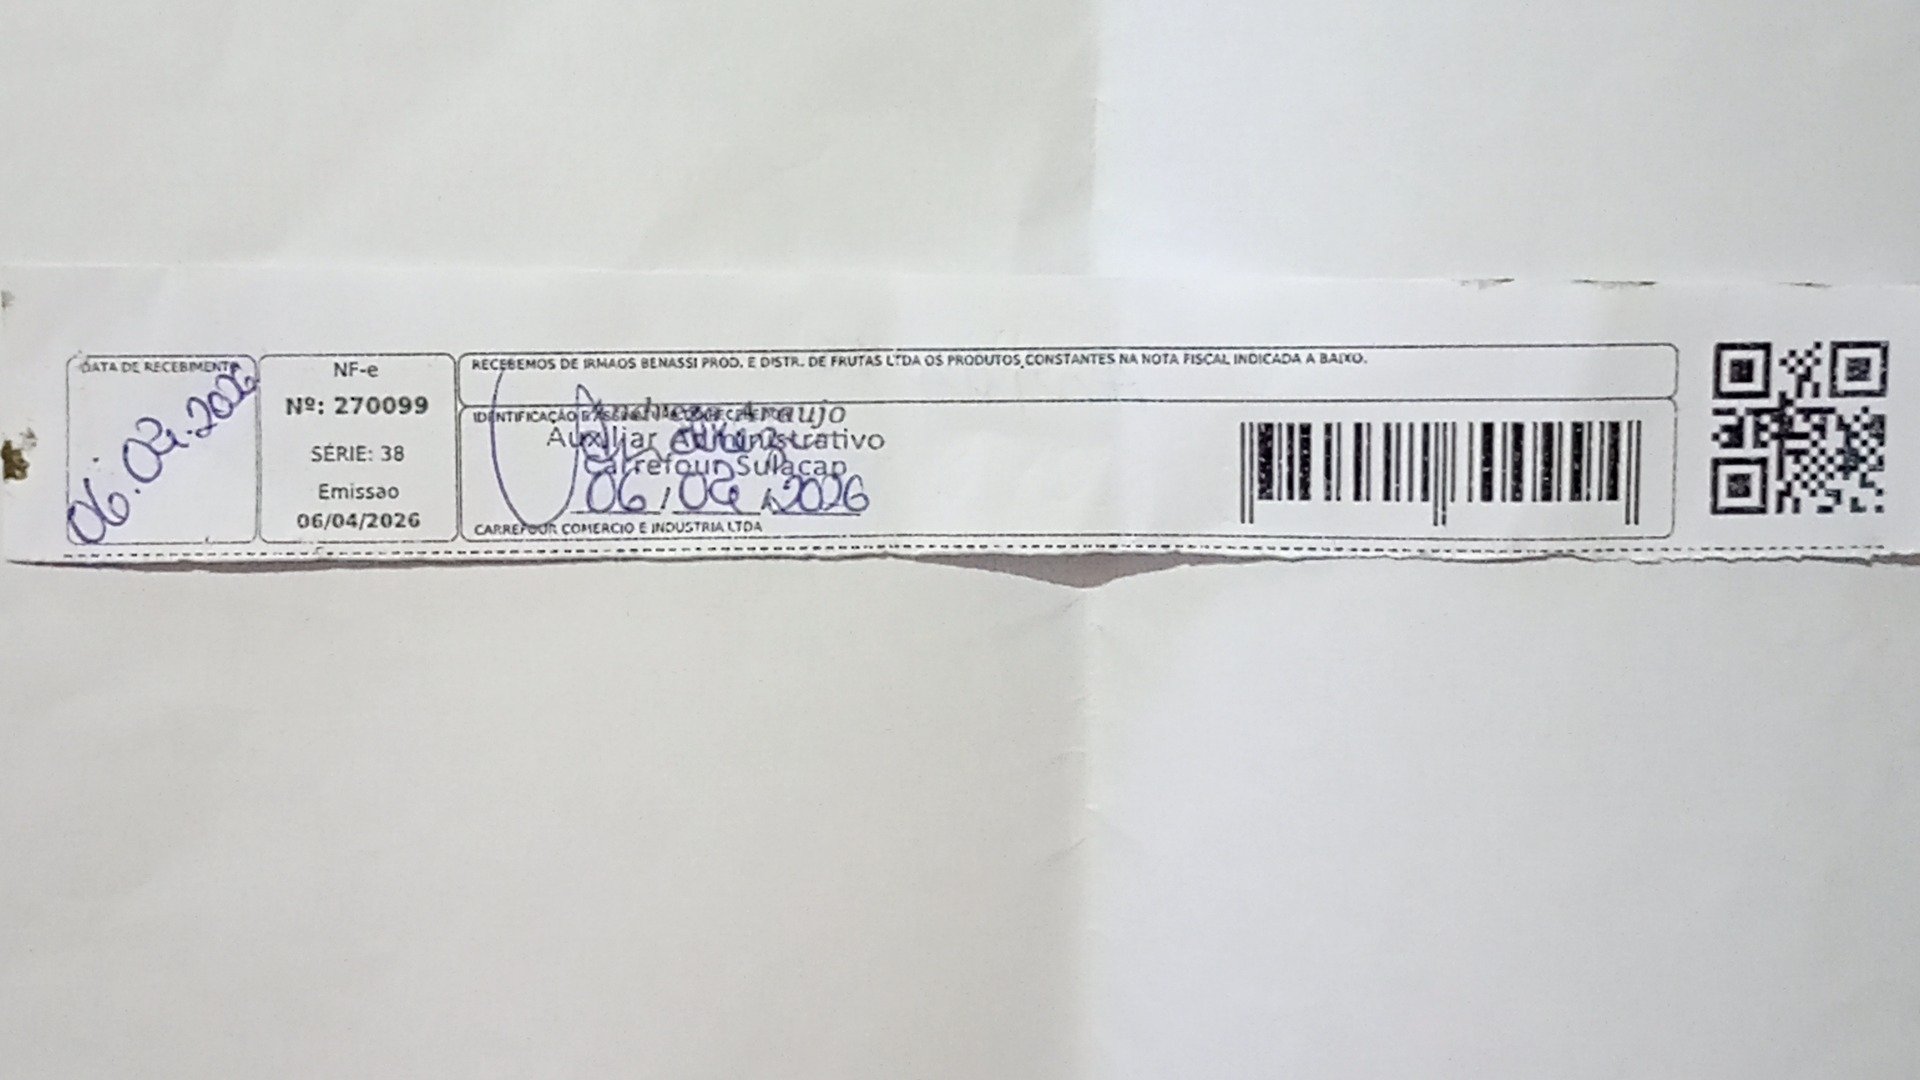 DATA DE RECEBIMENTO
06.04.2026
NF-e
Nº: 270099
SÉRIE: 38
Emissao
06/04/2026
RECEBEMOS DE IRMAOS BENASSI PROD. E DISTR. DE FRUTAS LTDA OS PRODUTOS CONSTANTES NA NOTA FISCAL INDICADA A BAIXO.
IDENTIFICAÇÃO
Araujo
Auxiliar Administrativo
Carrefour Sulacap
06/04/2026
CARREFOUR COMERCIO E INDUSTRIA LTDA